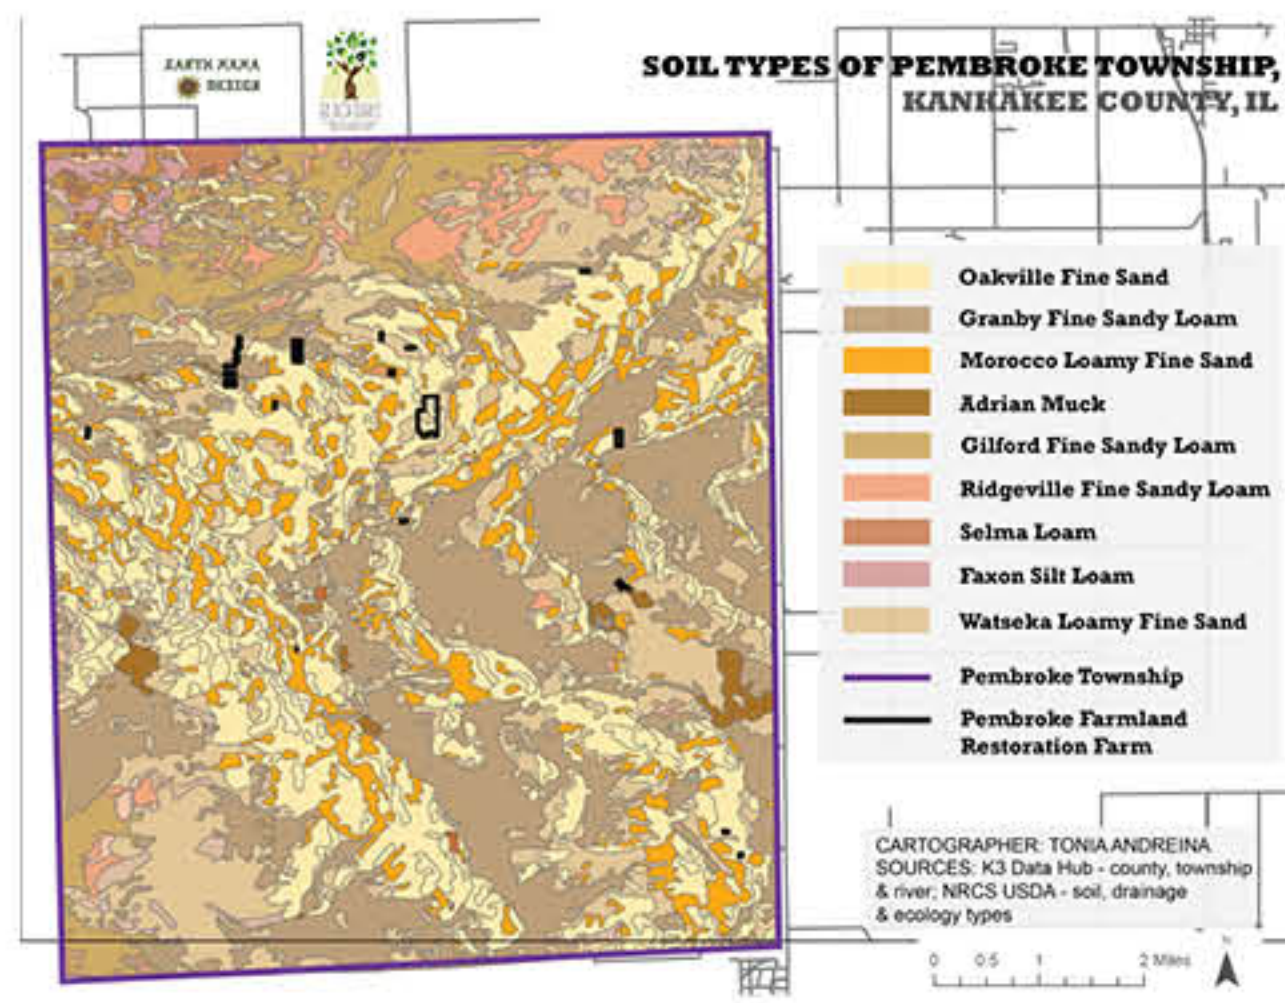 EARTH MAMA
DESIGN
SOIL TYPES OF PEMBROKE TOWNSHIP,
KANKAKEE COUNTY, IL
Oakville Fine Sand
Granby Fine Sandy Loam
Morocco Loamy Fine Sand
Adrian Muck
Gilford Fine Sandy Loam
Ridgeville Fine Sandy Loam
Selma Loam
Faxon Silt Loam
Watseka Loamy Fine Sand
Pembroke Township
Pembroke Farmland
Restoration Farm
CARTOGRAPHER: TONIA ANDREINA
SOURCES: K3 Data Hub - county, township
& river; NRCS USDA - soil, drainage
& ecology types
0 0.5 1 2 Miles
N